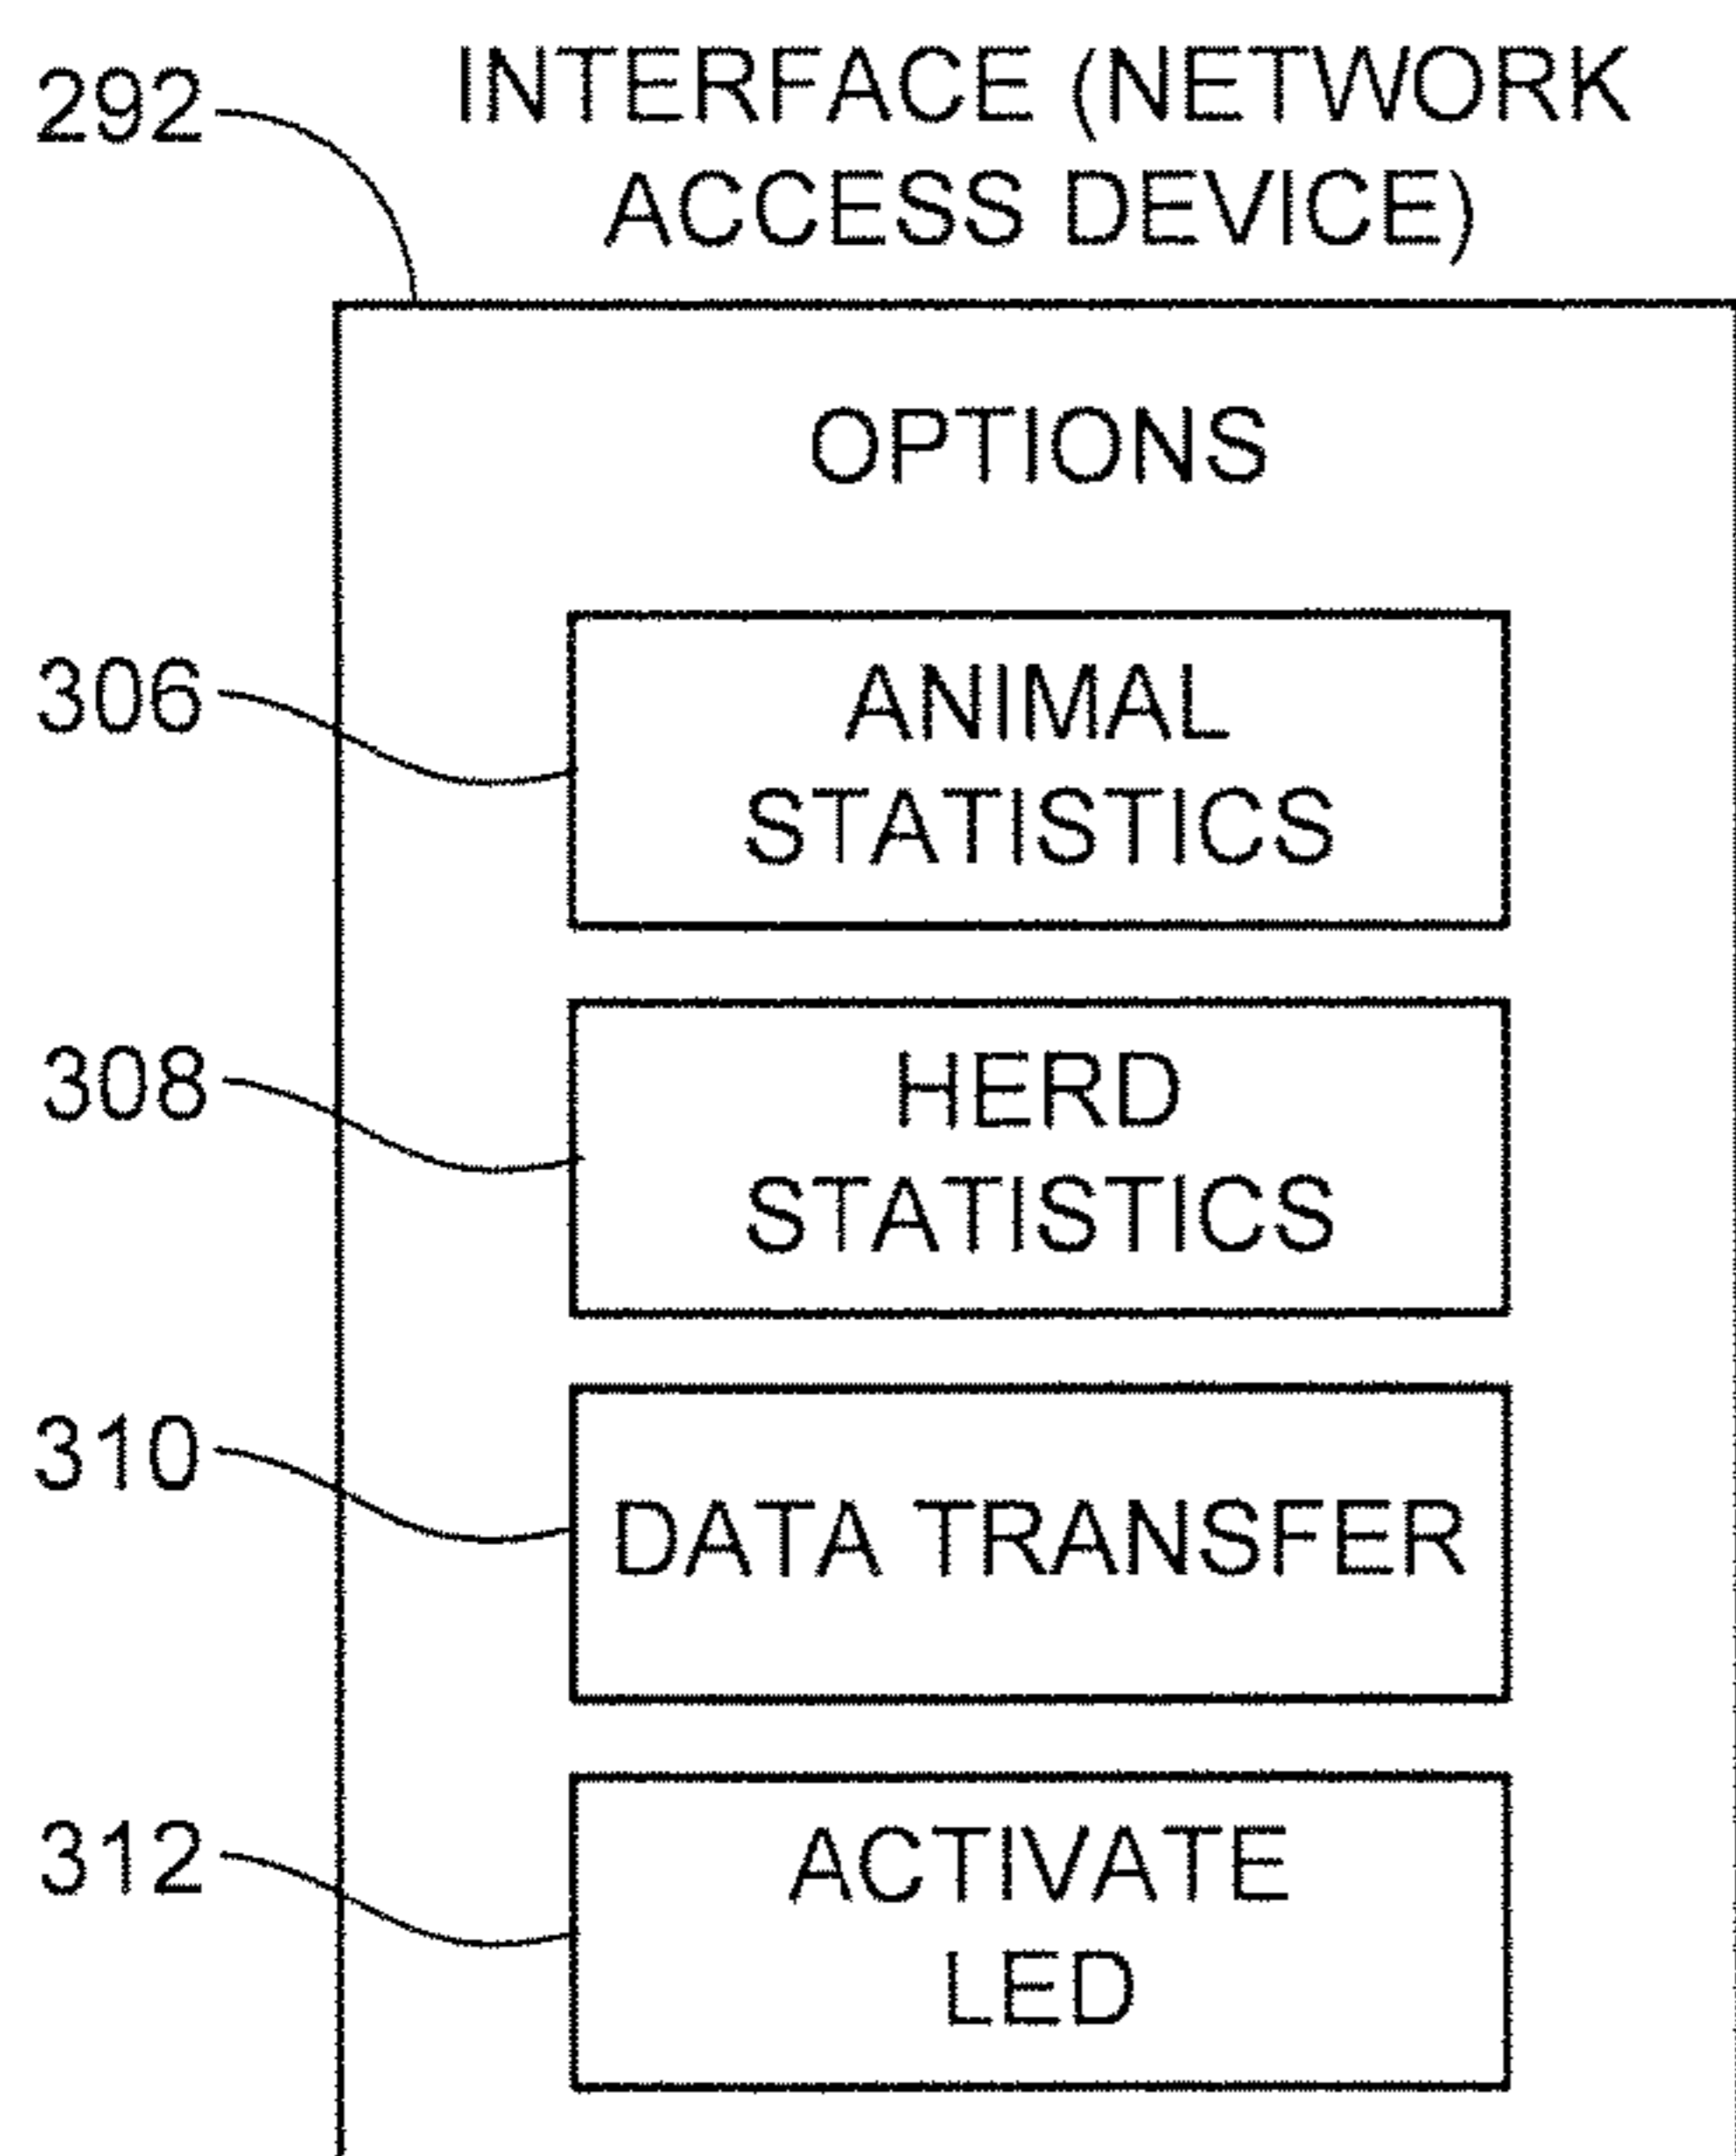 INTERFACE (NETWORK
ACCESS DEVICE)
292
OPTIONS
306
ANIMAL
STATISTICS
308
HERD
STATISTICS
310
DATA TRANSFER
312
ACTIVATE
LED